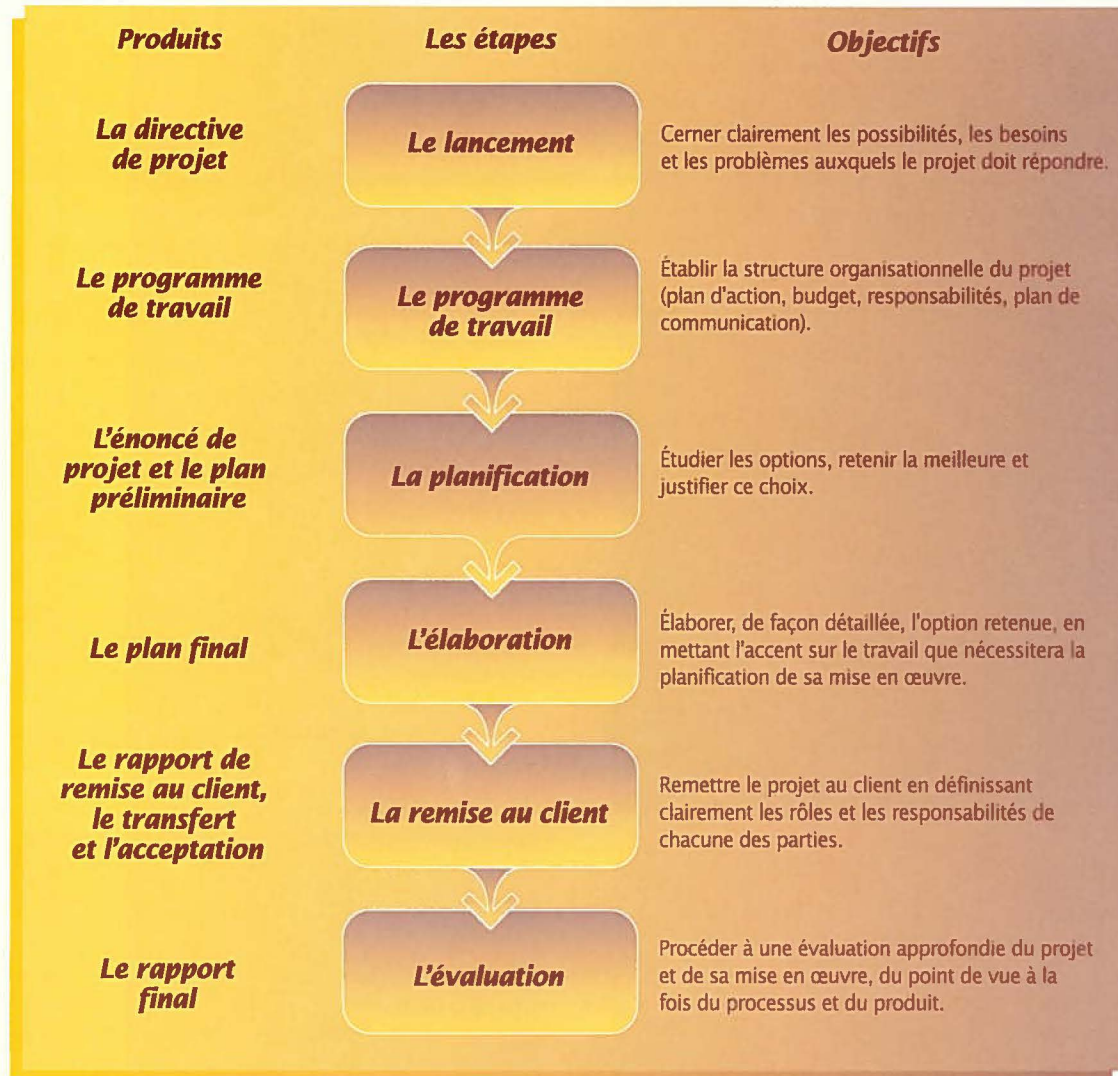 Produits
Les étapes
Objectifs
La directive
de projet
Le lancement
Cerner clairement les possibilités, les besoins
et les problèmes auxquels le projet doit répondre.
Le programme
de travail
Le programme
de travail
Établir la structure organisationnelle du projet
(plan d'action, budget, responsabilités, plan de
communication).
L'énoncé de
projet et le plan
préliminaire
La planification
Étudier les options, retenir la meilleure et
justifier ce choix.
Le plan final
L'élaboration
Élaborer, de façon détaillée, l'option retenue, en
mettant l'accent sur le travail que nécessitera la
planification de sa mise en œuvre.
Le rapport de
remise au client,
le transfert
et l'acceptation
La remise au client
Remettre le projet au client en définissant
clairement les rôles et les responsabilités de
chacune des parties.
Le rapport
final
L'évaluation
Procéder à une évaluation approfondie du projet
et de sa mise en œuvre, du point de vue à la
fois du processus et du produit.